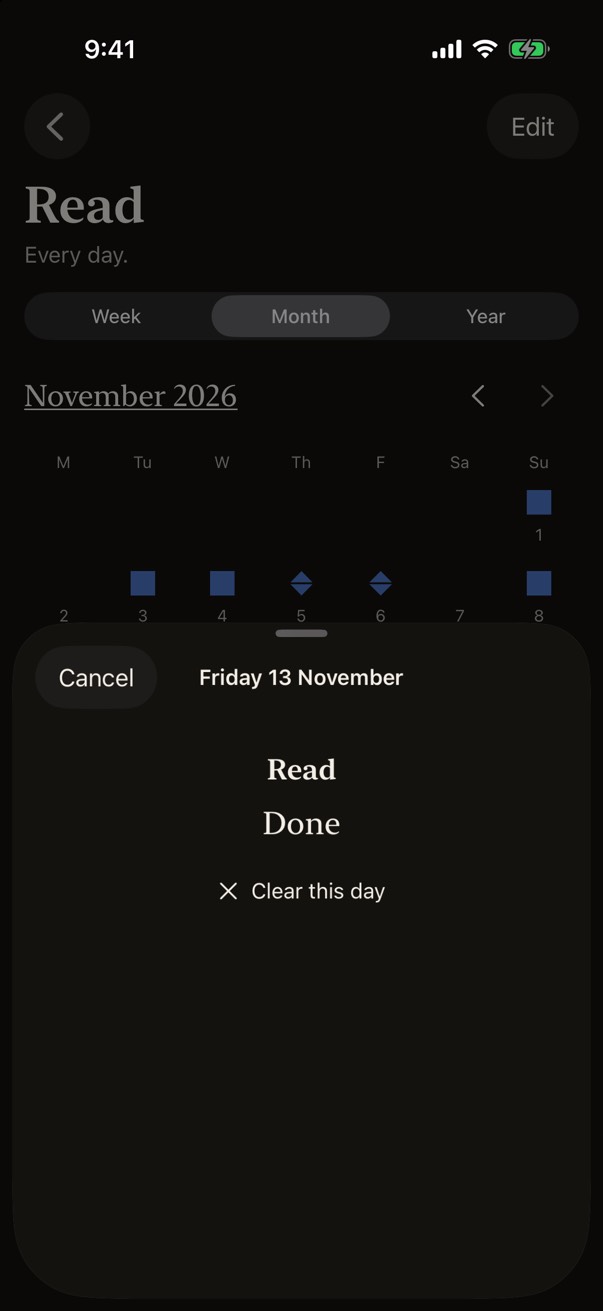 9:41
Edit
Read
Every day.
Week Month Year
November 2026
M Tu W Th F Sa Su
1
2 3 4 5 6 7 8
Cancel Friday 13 November
Read
Done
Clear this day